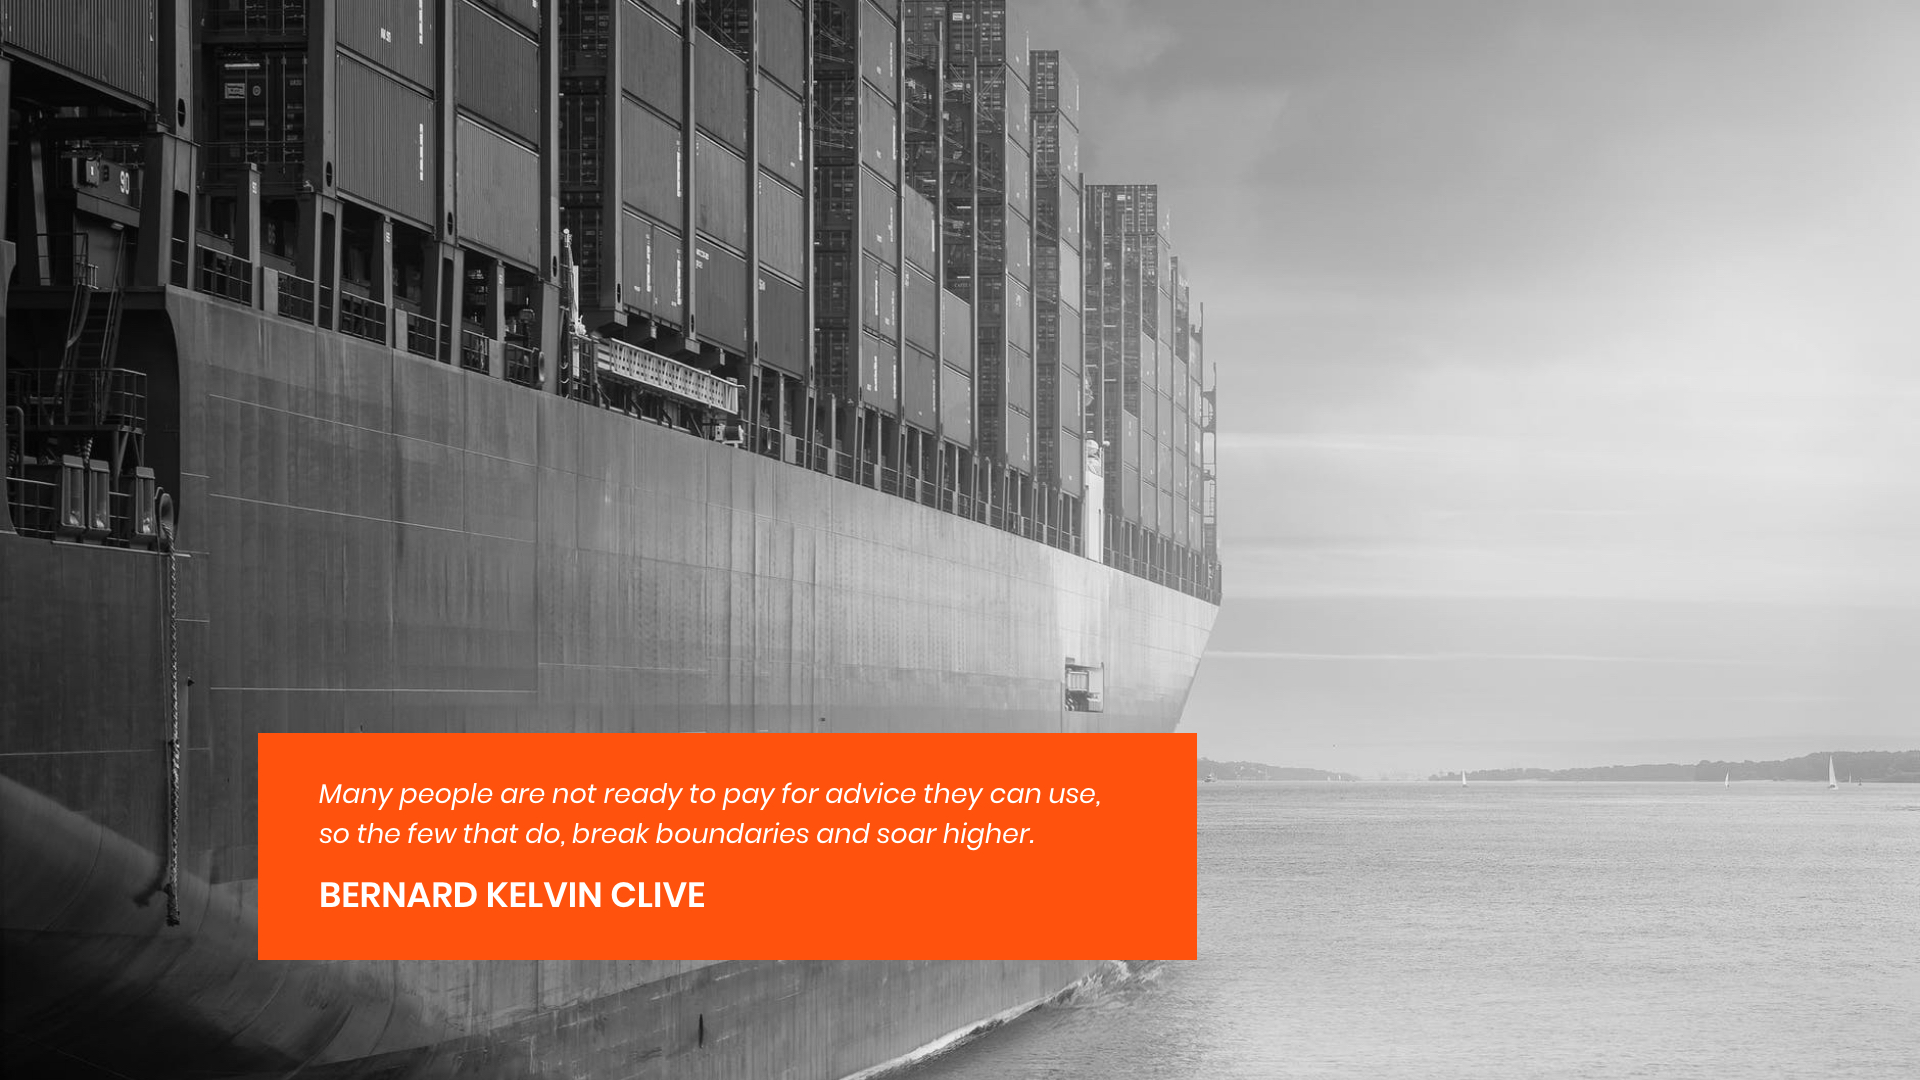 90
Many people are not ready to pay for advice they can use,
so the few that do, break boundaries and soar higher.
BERNARD KELVIN CLIVE